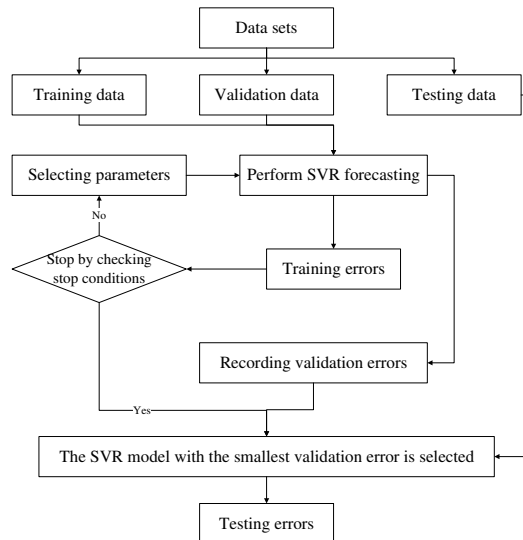 Data sets
Training data
Validation data
Testing data
Selecting parameters
Perform SVR forecasting
No
Stop by checking
stop conditions
Training errors
Recording validation errors
Yes
The SVR model with the smallest validation error is selected
Testing errors